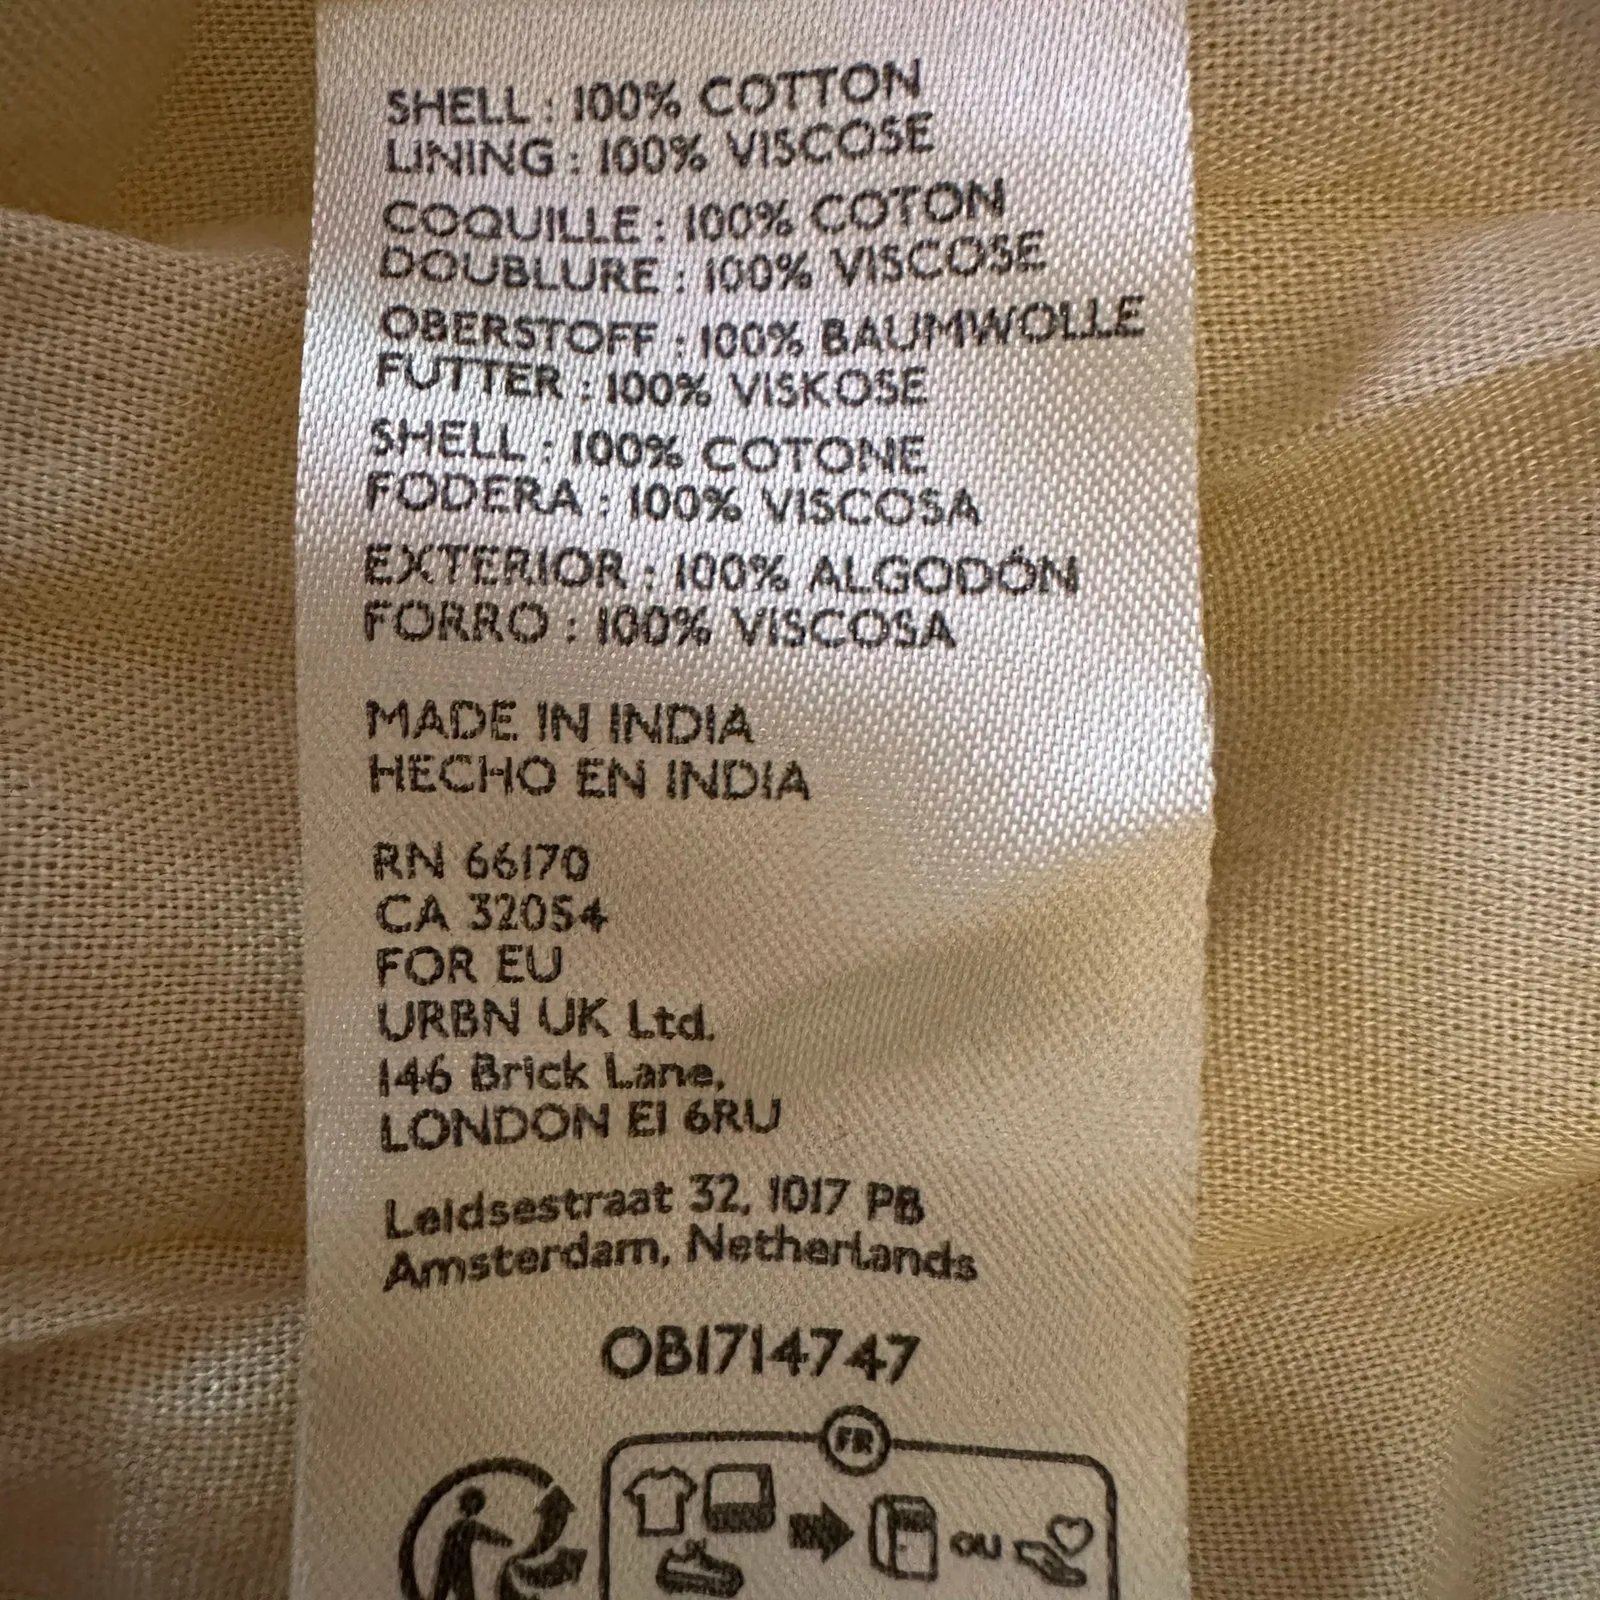 SHELL : 100% COTTON
LINING : 100% VISCOSE
COQUILLE : 100% COTON
DOUBLURE : 100% VISCOSE
OBERSTOFF : 100% BAUMWOLLE
FUTTER : 100% VISKOSE
SHELL : 100% COTONE
FODERA : 100% VISCOSA
EXTERIOR : 100% ALGODÓN
FORRO : 100% VISCOSA
MADE IN INDIA
HECHO EN INDIA
RN 66170
CA 32054
FOR EU
URBN UK Ltd.
146 Brick Lane,
LONDON E1 6RU
Leidsestraat 32, 1017 PB
Amsterdam, Netherlands
OB1714747
FR
OU